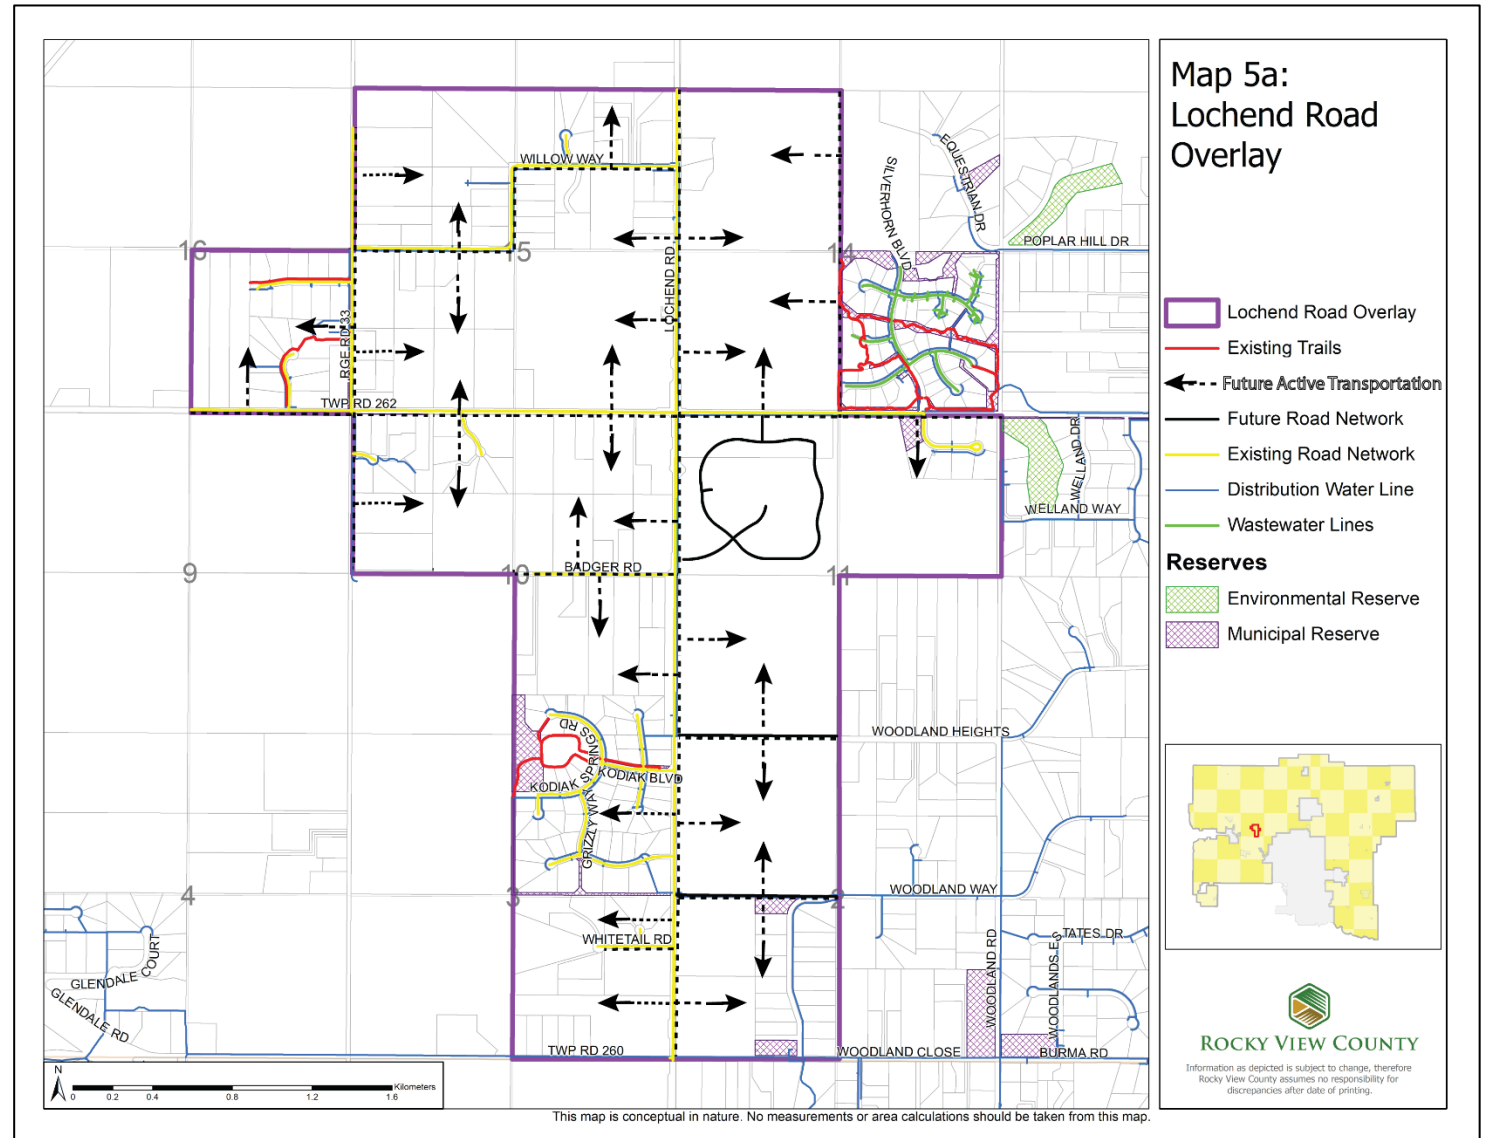 Map 5a:
Lochend Road
Overlay
Lochend Road Overlay
Existing Trails
Future Active Transportation
Future Road Network
Existing Road Network
Distribution Water Line
Wastewater Lines
Reserves
Environmental Reserve
Municipal Reserve
ROCKY VIEW COUNTY
Information as depicted is subject to change, therefore
Rocky View County assumes no responsibility for
discrepancies after date of printing.
WILLOW WAY
EQUESTRIAN DR
SILVERHORN BLVD
POPLAR HILL DR
16
15
14
LOCHEND RD
RGE RD 33
TWP RD 262
WELLAND DR
WELLAND WAY
BADGER RD
9
10
11
WOODLAND HEIGHTS
KODIAK SPRINGS RD
KODIAK BLVD
GRIZZLY WAY
WOODLAND WAY
4
3
2
WHITETAIL RD
WOODLAND RD
WOODLANDS ESTATES DR
GLENDALE COURT
GLENDALE RD
TWP RD 260
WOODLAND CLOSE
BURMA RD
N
Kilometers
0 0.2 0.4 0.8 1.2 1.6
This map is conceptual in nature. No measurements or area calculations should be taken from this map.